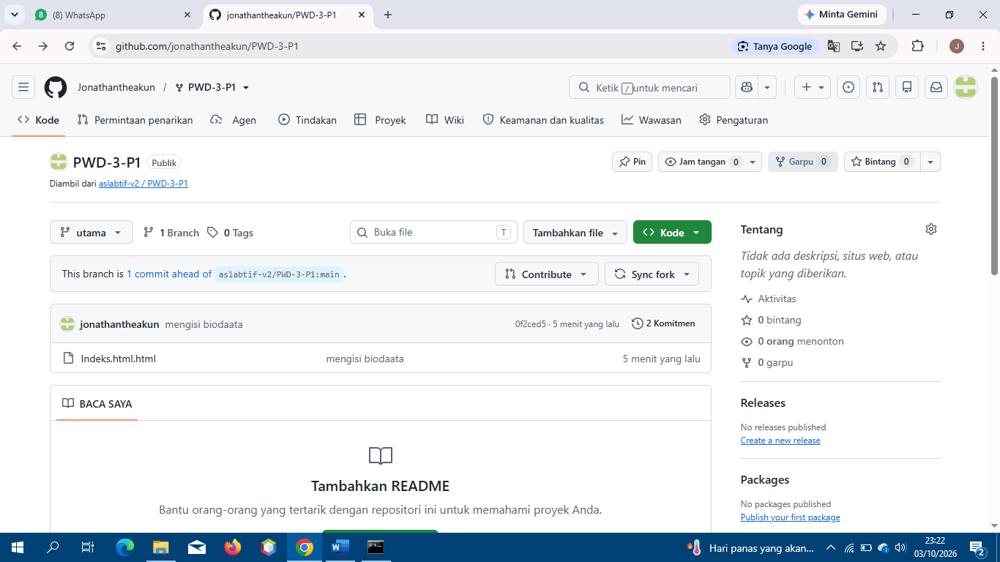 (8) WhatsApp
jonathantheakun/PWD-3-P1
Minta Gemini
github.com/jonathantheakun/PWD-3-P1
Tanya Google
J
Jonathantheakun / PWD-3-P1
Ketik / untuk mencari
Kode
Permintaan penarikan
Agen
Tindakan
Proyek
Wiki
Keamanan dan kualitas
Wawasan
Pengaturan
PWD-3-P1 Publik
Pin
Jam tangan 0
Garpu 0
Bintang 0
Diambil dari aslabtif-v2 / PWD-3-P1
utama
1 Branch
0 Tags
Buka file T
Tambahkan file
Kode
This branch is 1 commit ahead of aslabtif-v2/PWD-3-P1:main .
Contribute
Sync fork
jonathantheakun mengisi biodaata
0f2ced5 · 5 menit yang lalu
2 Komitmen
Indeks.html.html
mengisi biodaata
5 menit yang lalu
BACA SAYA
Tambahkan README
Bantu orang-orang yang tertarik dengan repositori ini untuk memahami proyek Anda.
Tentang
Tidak ada deskripsi, situs web, atau
topik yang diberikan.
Aktivitas
0 bintang
0 orang menonton
0 garpu
Releases
No releases published
Create a new release
Packages
No packages published
Publish your first package
Hari panas yang akan...
23:22
03/10/2026
2